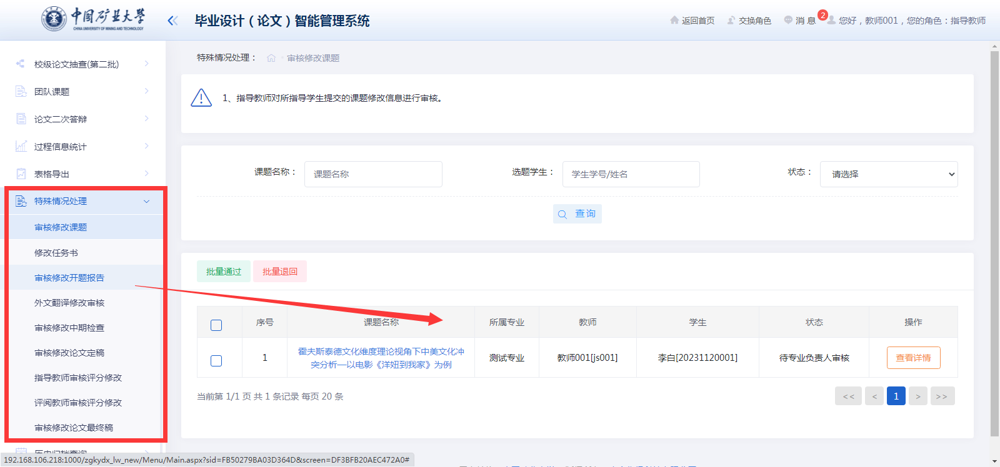 中国矿业大学
CHINA UNIVERSITY OF MINING AND TECHNOLOGY
毕业设计（论文）智能管理系统
返回首页
交换角色
消 息
2
您好，教师001，您的角色：指导教师
校级论文抽查(第二批)
团队课题
论文二次答辩
过程信息统计
表格导出
特殊情况处理
审核修改课题
修改任务书
审核修改开题报告
外文翻译修改审核
审核修改中期检查
审核修改论文定稿
指导教师审核评分修改
评阅教师审核评分修改
审核修改论文最终稿
历史归档查询
特殊情况处理：
审核修改课题
1、指导教师对所指导学生提交的课题修改信息进行审核。
课题名称：
课题名称
选题学生：
学生学号/姓名
状态：
请选择
查询
批量通过
批量退回
序号
课题名称
所属专业
教师
学生
状态
操作
1
霍夫斯泰德文化维度理论视角下中美文化冲
突分析—以电影《洋妞到我家》为例
测试专业
教师001[js001]
李白[20231120001]
待专业负责人审核
查看详情
当前第 1/1 页 共 1 条记录 每页 20 条
<<
<
1
>
>>
192.168.106.218:1000/zgkydx_lw_new/Menu/Main.aspx?sid=FB50279BA03D364D&screen=DF3BFB20AEC472A0#